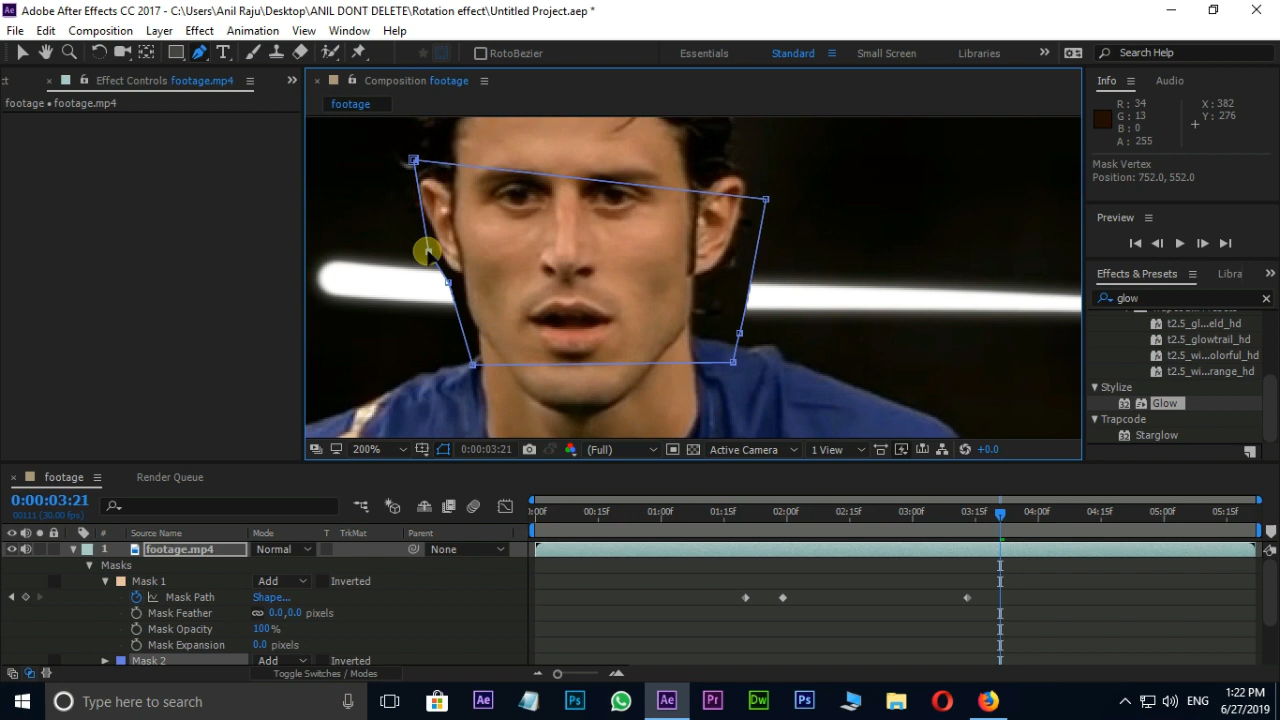 Adobe After Effects CC 2017 - C:\Users\Anil Raju\Desktop\ANIL DONT DELETE\Rotation effect\Untitled Project.aep *
File Edit Composition Layer Effect Animation View Window Help
RotoBezier Essentials Standard Small Screen Libraries Search Help
Effect Controls footage.mp4
footage • footage.mp4
Composition footage
footage
Info Audio
R: 34
G: 13
B: 0
A: 255
X: 382
Y: 276
Mask Vertex
Position: 752.0, 552.0
Preview
Effects & Presets Libra
glow
t2.5_gl...eld_hd
t2.5_glowtrail_hd
t2.5_wi...olorful_hd
t2.5_wi...range_hd
Stylize
Glow
Trapcode
Starglow
200% 0:00:03:21 (Full) Active Camera 1 View +0.0
footage Render Queue
0:00:03:21
00111 (30.00 fps)
:00f 00:15f 01:00f 01:15f 02:00f 02:15f 03:00f 03:15f 04:00f 04:15f 05:00f 05:15f
# Source Name Mode T TrkMat Parent
1 footage.mp4 Normal None
Masks
Mask 1 Add Inverted
Mask Path Shape...
Mask Feather 0.0,0.0 pixels
Mask Opacity 100%
Mask Expansion 0.0 pixels
Mask 2 Add Inverted
Toggle Switches / Modes
Type here to search
Ae Ps Ae Pr Dw Ps
ENG
1:22 PM
6/27/2019